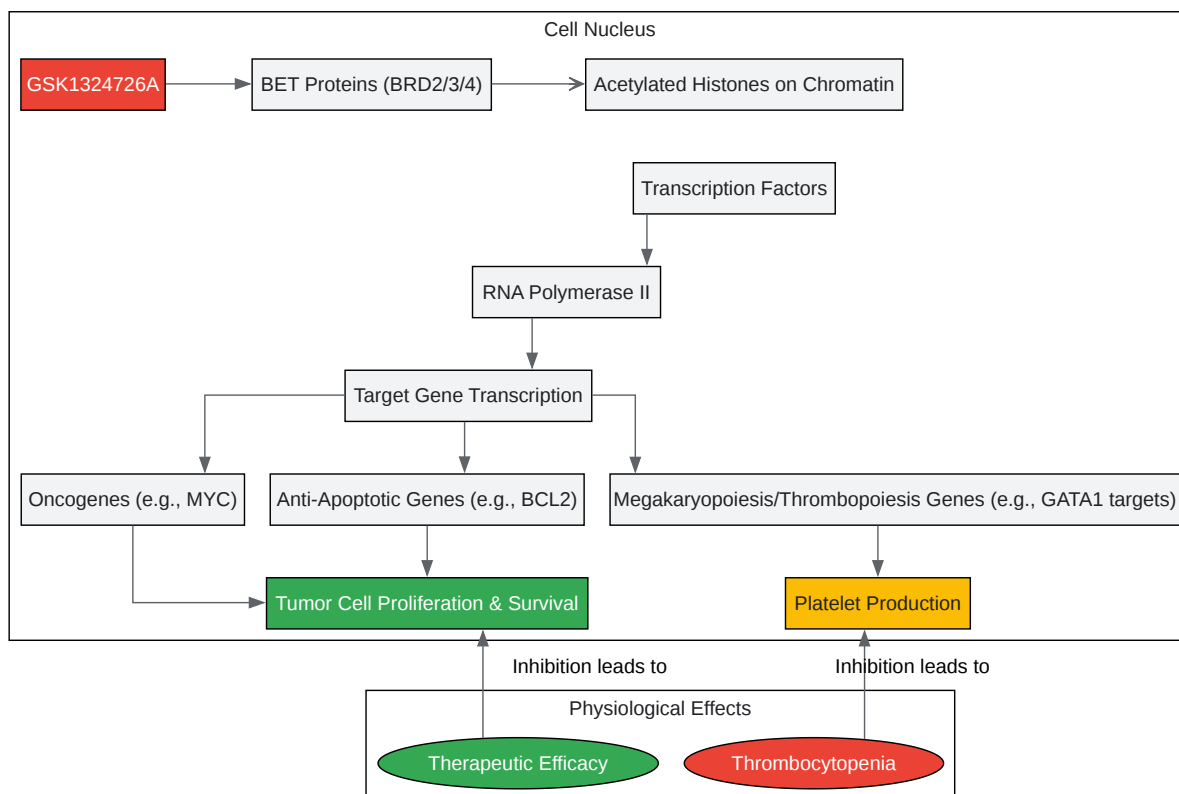 Cell Nucleus
GSK1324726A
BET Proteins (BRD2/3/4)
Acetylated Histones on Chromatin
Transcription Factors
RNA Polymerase II
Target Gene Transcription
Oncogenes (e.g., MYC)
Anti-Apoptotic Genes (e.g., BCL2)
Megakaryopoiesis/Thrombopoiesis Genes (e.g., GATA1 targets)
Tumor Cell Proliferation & Survival
Platelet Production
Inhibition leads to
Inhibition leads to
Physiological Effects
Therapeutic Efficacy
Thrombocytopenia